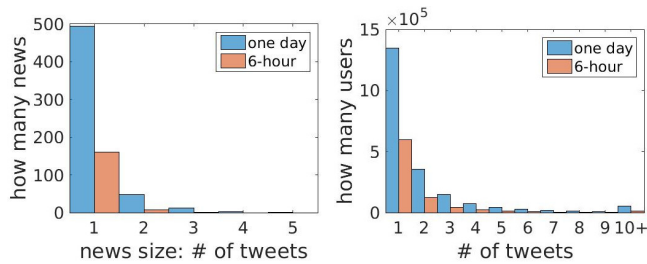 how many news
500
400
300
200
100
0
one day
6-hour
1 2 3 4 5
news size: # of tweets
how many users
×10⁵
15
10
5
0
one day
6-hour
1 2 3 4 5 6 7 8 9 10+
# of tweets